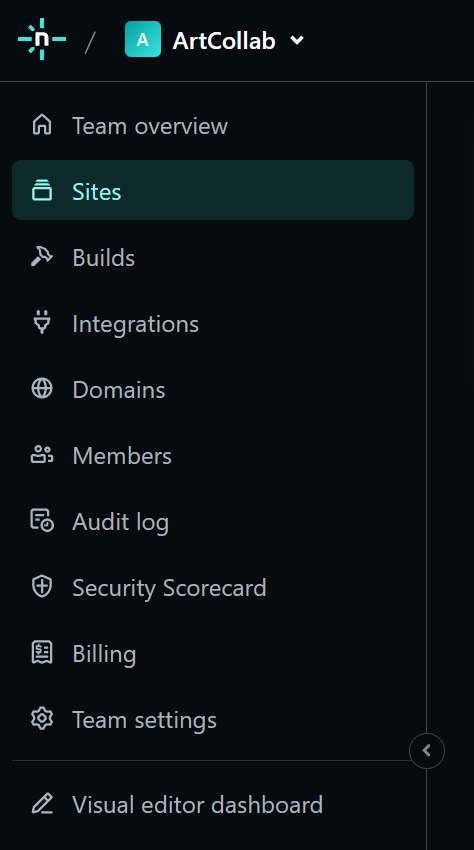 n / A ArtCollab
Team overview
Sites
Builds
Integrations
Domains
Members
Audit log
Security Scorecard
Billing
Team settings
Visual editor dashboard